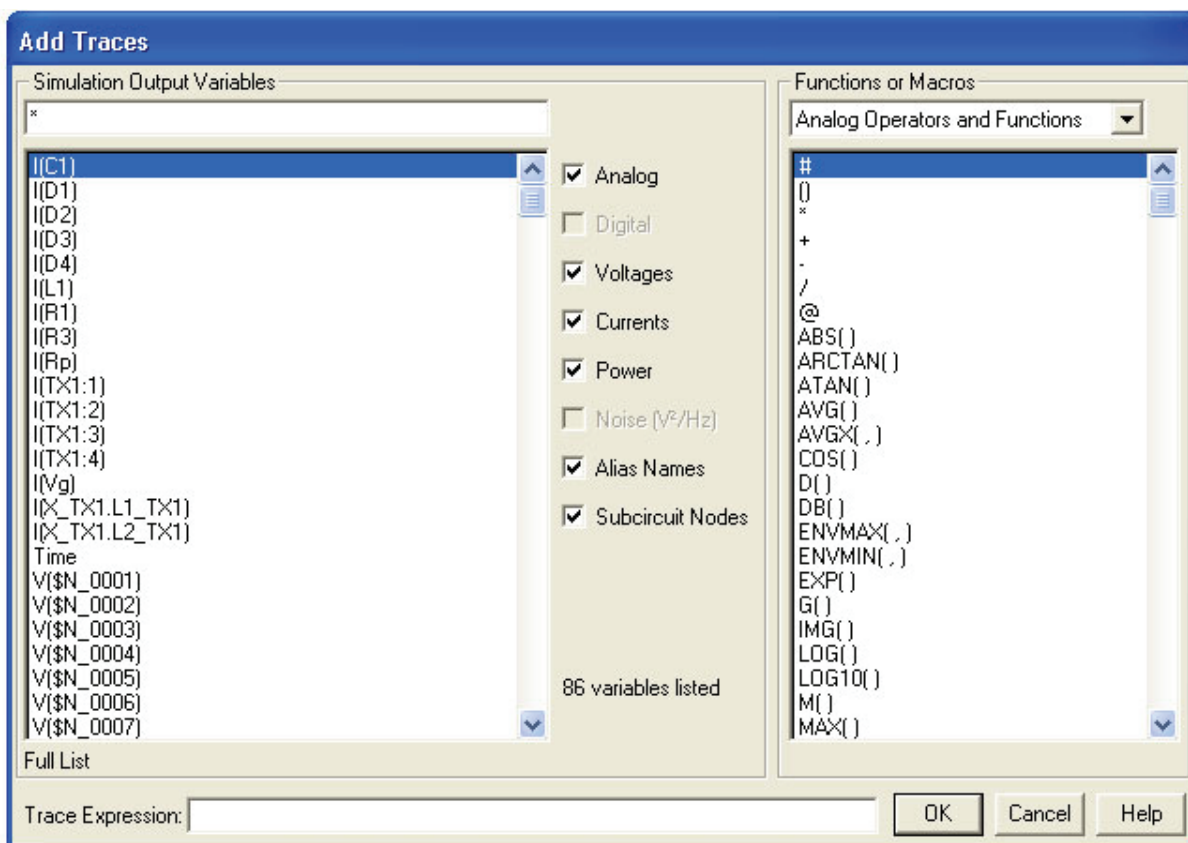 Add Traces
Simulation Output Variables
*
I(C1)
I(D1)
I(D2)
I(D3)
I(D4)
I(L1)
I(R1)
I(R3)
I(Rp)
I(TX1:1)
I(TX1:2)
I(TX1:3)
I(TX1:4)
I(Vg)
I(X_TX1.L1_TX1)
I(X_TX1.L2_TX1)
Time
V($N_0001)
V($N_0002)
V($N_0003)
V($N_0004)
V($N_0005)
V($N_0006)
V($N_0007)
Full List
Analog
Digital
Voltages
Currents
Power
Noise (V²/Hz)
Alias Names
Subcircuit Nodes
86 variables listed
Functions or Macros
Analog Operators and Functions
#
()
*
+
-
/
@
ABS( )
ARCTAN( )
ATAN( )
AVG( )
AVGX( , )
COS( )
D( )
DB( )
ENVMAX( , )
ENVMIN( , )
EXP( )
G( )
IMG( )
LOG( )
LOG10( )
M( )
MAX( )
Trace Expression:
OK
Cancel
Help